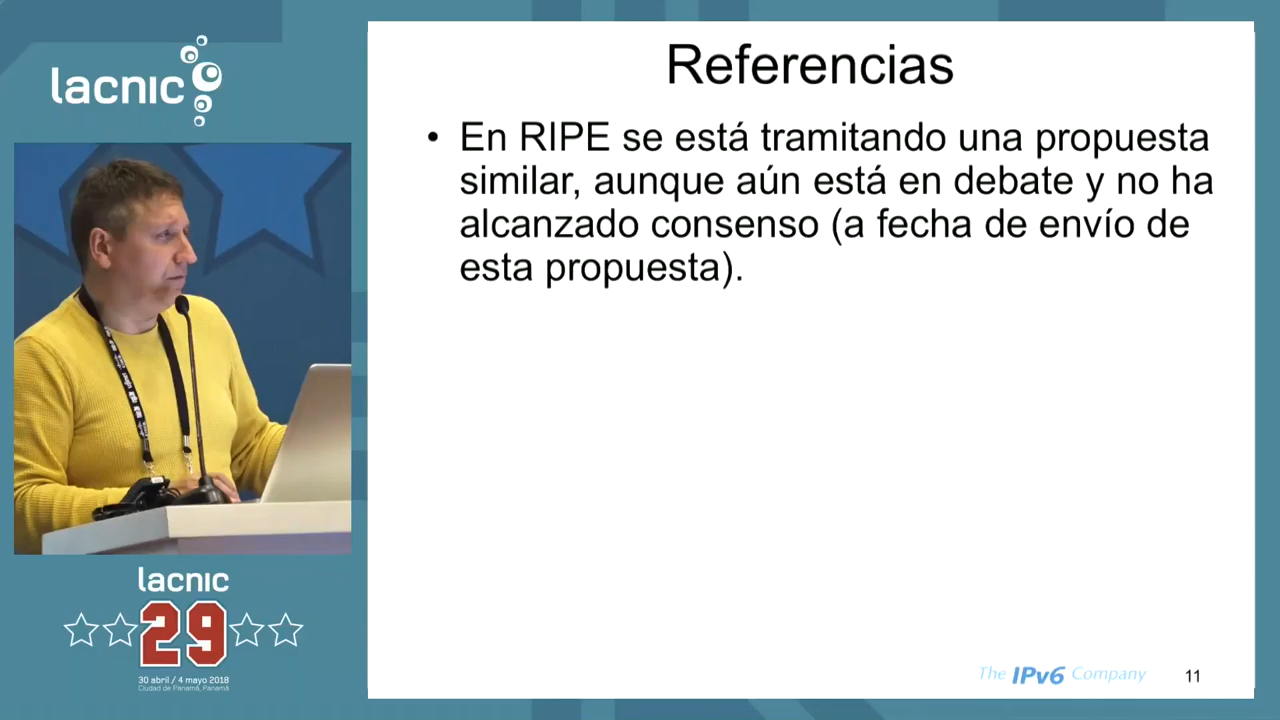 lacnic
Referencias
• En RIPE se está tramitando una propuesta
similar, aunque aún está en debate y no ha
alcanzado consenso (a fecha de envío de
esta propuesta).
lacnic
29
30 abril / 4 mayo 2018
Ciudad de Panamá, Panamá
The IPv6 Company
11